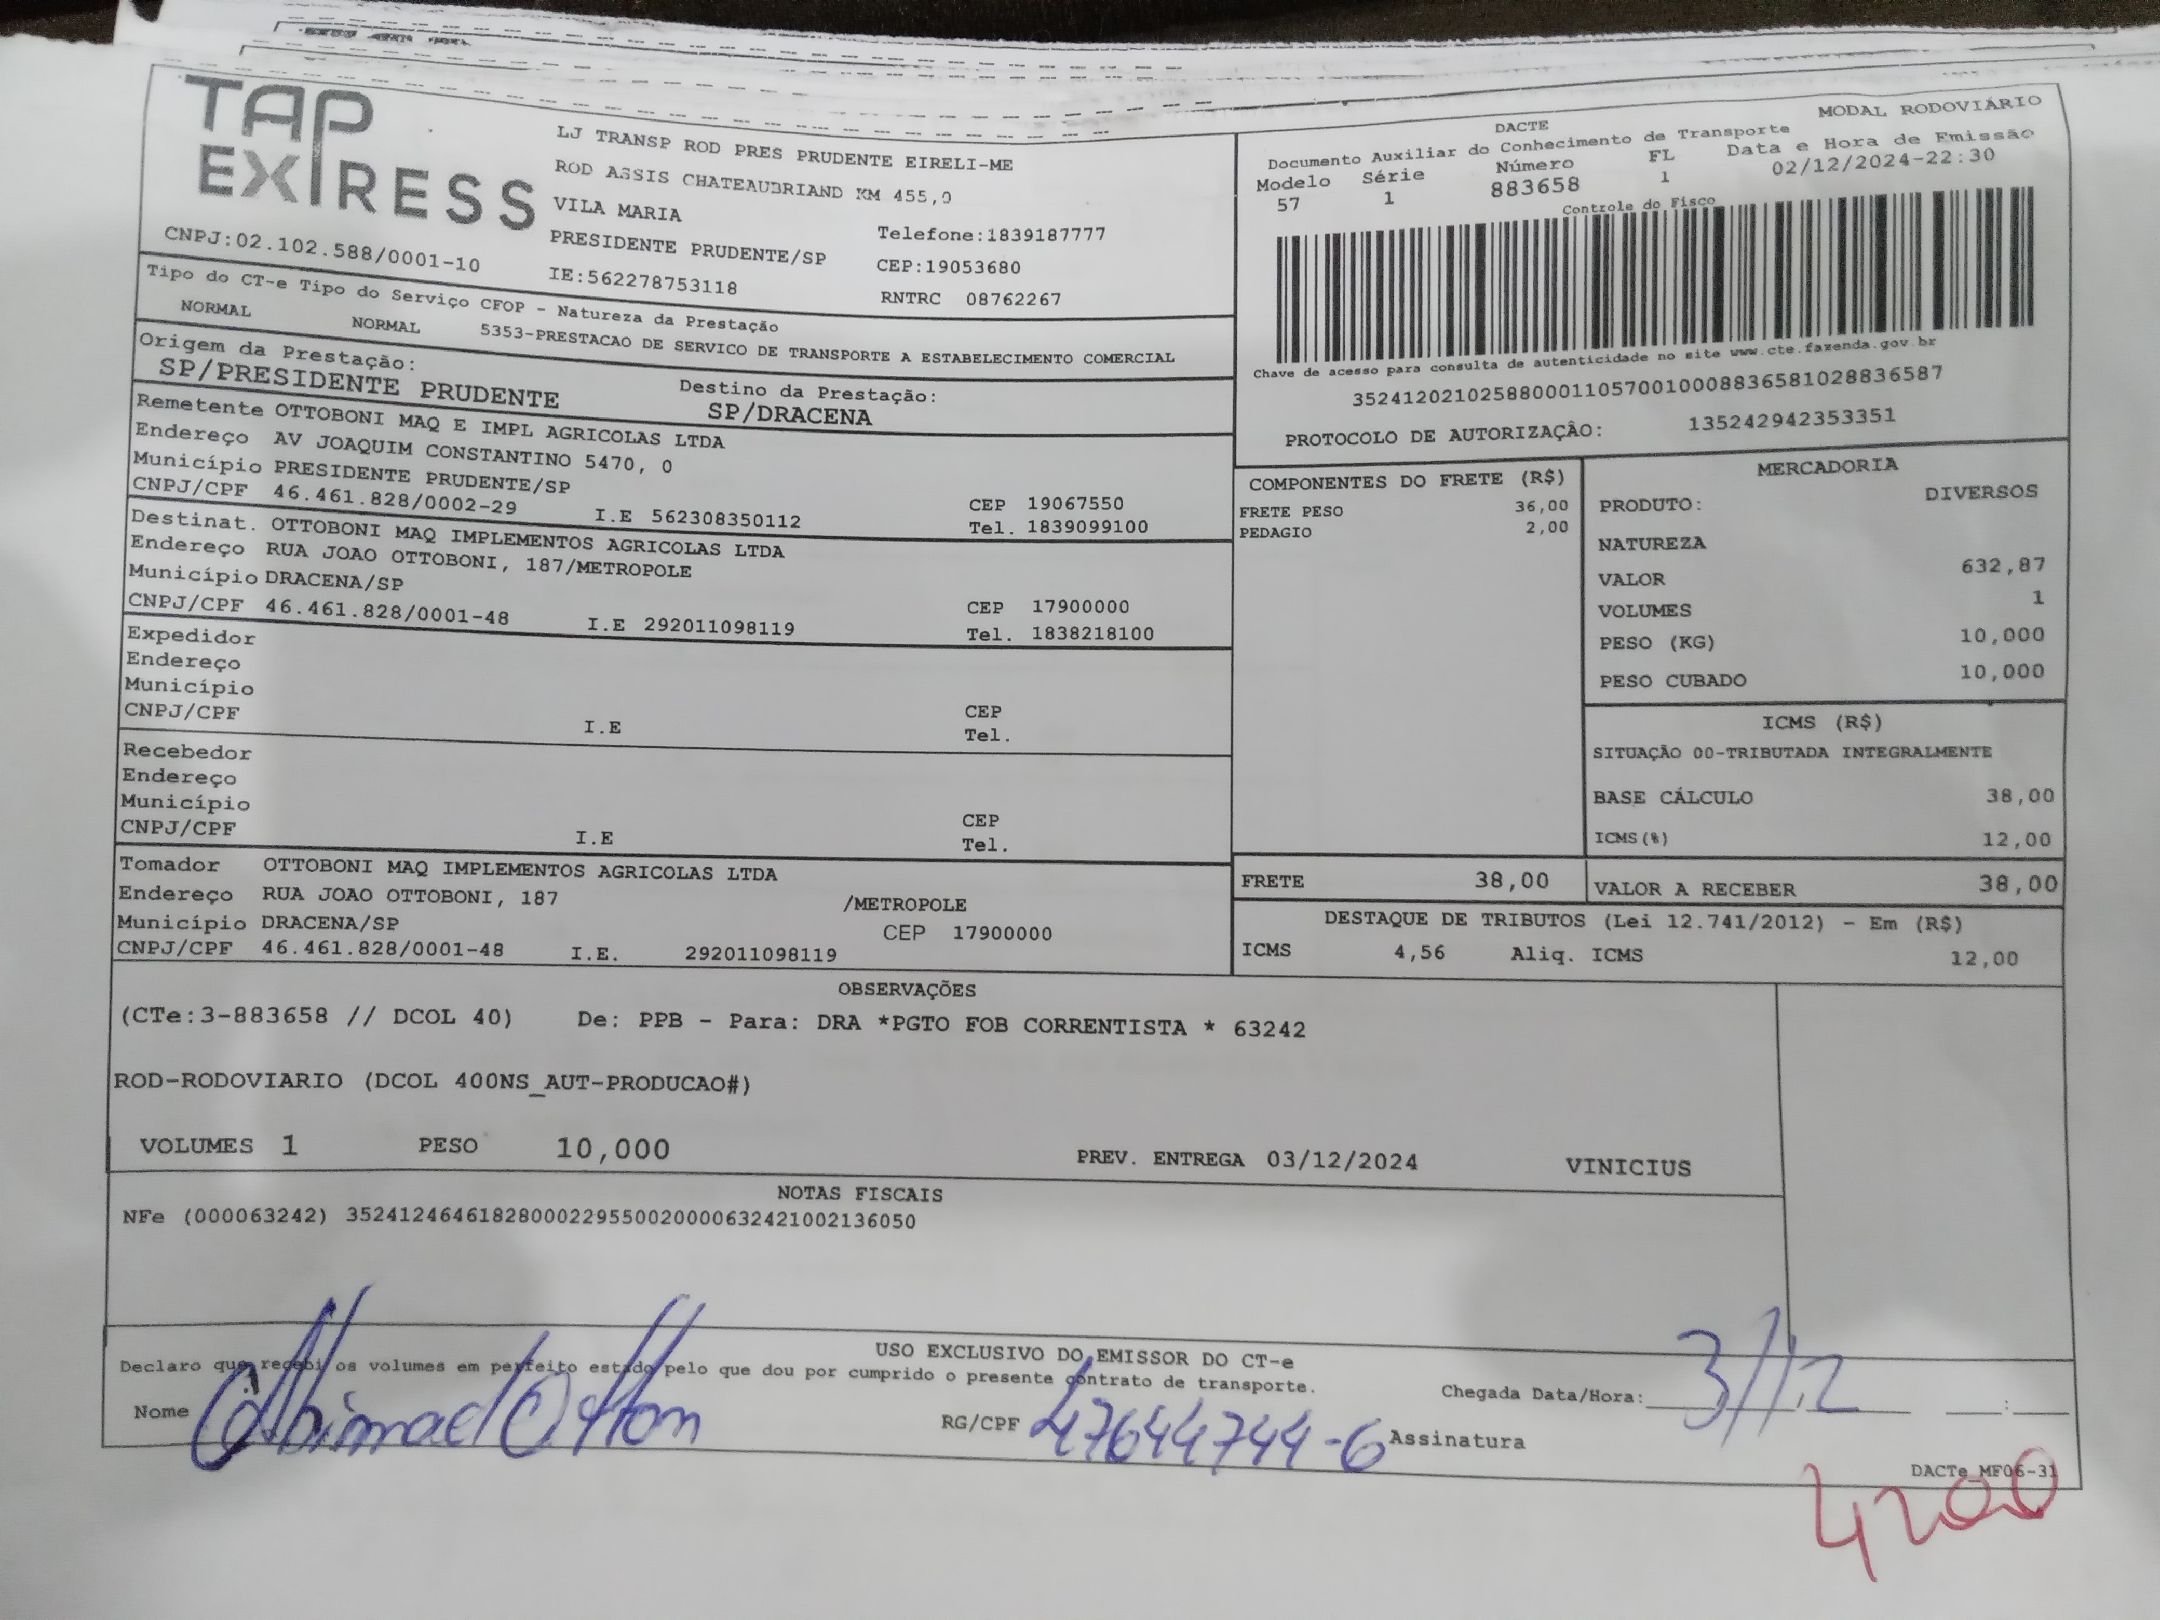 TAP
EXPRESS
CNPJ:02.102.588/0001-10
LJ TRANSP ROD PRES PRUDENTE EIRELI-ME
ROD ASSIS CHATEAUBRIAND KM 455,0
VILA MARIA
PRESIDENTE PRUDENTE/SP
IE:562278753118
Telefone:1839187777
CEP:19053680
RNTRC 08762267
MODAL RODOVIÁRIO
DACTE
Documento Auxiliar do Conhecimento de Transporte
Modelo Série Número FL Data e Hora de Emissão
57 1 883658 1 02/12/2024-22:30
Controle do Fisco
Chave de acesso para consulta de autenticidade no site www.cte.fazenda.gov.br
35241202102588000110570010008836581028836587
PROTOCOLO DE AUTORIZAÇÃO: 135242942353351
Tipo do CT-e Tipo do Serviço CFOP - Natureza da Prestação
NORMAL NORMAL 5353-PRESTACAO DE SERVICO DE TRANSPORTE A ESTABELECIMENTO COMERCIAL
Origem da Prestação: Destino da Prestação:
SP/PRESIDENTE PRUDENTE SP/DRACENA
Remetente OTTOBONI MAQ E IMPL AGRICOLAS LTDA
Endereço AV JOAQUIM CONSTANTINO 5470, 0
Município PRESIDENTE PRUDENTE/SP CEP 19067550
CNPJ/CPF 46.461.828/0002-29 I.E 562308350112 Tel. 1839099100
Destinat. OTTOBONI MAQ IMPLEMENTOS AGRICOLAS LTDA
Endereço RUA JOAO OTTOBONI, 187/METROPOLE
Município DRACENA/SP CEP 17900000
CNPJ/CPF 46.461.828/0001-48 I.E 292011098119 Tel. 1838218100
Expedidor
Endereço
Município CEP
CNPJ/CPF I.E Tel.
Recebedor
Endereço
Município CEP
CNPJ/CPF I.E Tel.
Tomador OTTOBONI MAQ IMPLEMENTOS AGRICOLAS LTDA
Endereço RUA JOAO OTTOBONI, 187 /METROPOLE
Município DRACENA/SP CEP 17900000
CNPJ/CPF 46.461.828/0001-48 I.E. 292011098119
COMPONENTES DO FRETE (R$)
FRETE PESO 36,00
PEDAGIO 2,00
MERCADORIA
PRODUTO: DIVERSOS
NATUREZA
VALOR 632,87
VOLUMES 1
PESO (KG) 10,000
PESO CUBADO 10,000
ICMS (R$)
SITUAÇÃO 00-TRIBUTADA INTEGRALMENTE
BASE CÁLCULO 38,00
ICMS(%) 12,00
FRETE 38,00 VALOR A RECEBER 38,00
DESTAQUE DE TRIBUTOS (Lei 12.741/2012) - Em (R$)
ICMS 4,56 Aliq. ICMS 12,00
OBSERVAÇÕES
(CTe:3-883658 // DCOL 40) De: PPB - Para: DRA *PGTO FOB CORRENTISTA * 63242
ROD-RODOVIARIO (DCOL 400NS_AUT-PRODUCAO#)
VOLUMES 1 PESO 10,000 PREV. ENTREGA 03/12/2024 VINICIUS
NOTAS FISCAIS
NFe (000063242) 35241246461828000229550020000632421002136050
USO EXCLUSIVO DO EMISSOR DO CT-e
Declaro que recebi os volumes em perfeito estado pelo que dou por cumprido o presente contrato de transporte.
Nome RG/CPF 47644744-6 Assinatura
Chegada Data/Hora: 3/12 :
DACTe_MF06-31
4200